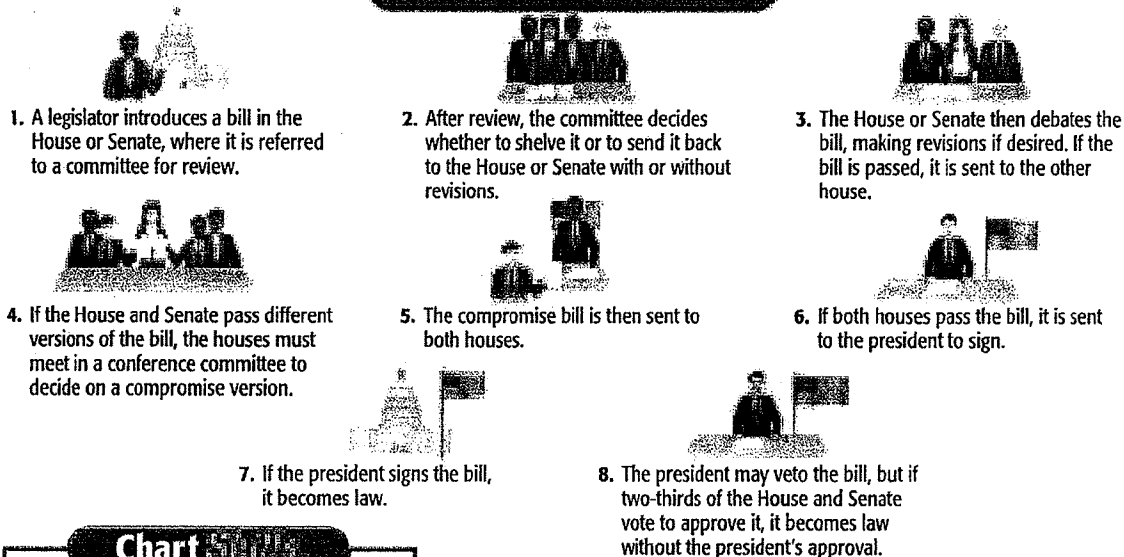 1. A legislator introduces a bill in the
House or Senate, where it is referred
to a committee for review.
2. After review, the committee decides
whether to shelve it or to send it back
to the House or Senate with or without
revisions.
3. The House or Senate then debates the
bill, making revisions if desired. If the
bill is passed, it is sent to the other
house.
4. If the House and Senate pass different
versions of the bill, the houses must
meet in a conference committee to
decide on a compromise version.
5. The compromise bill is then sent to
both houses.
6. If both houses pass the bill, it is sent
to the president to sign.
7. If the president signs the bill,
it becomes law.
8. The president may veto the bill, but if
two-thirds of the House and Senate
vote to approve it, it becomes law
without the president's approval.
Chart